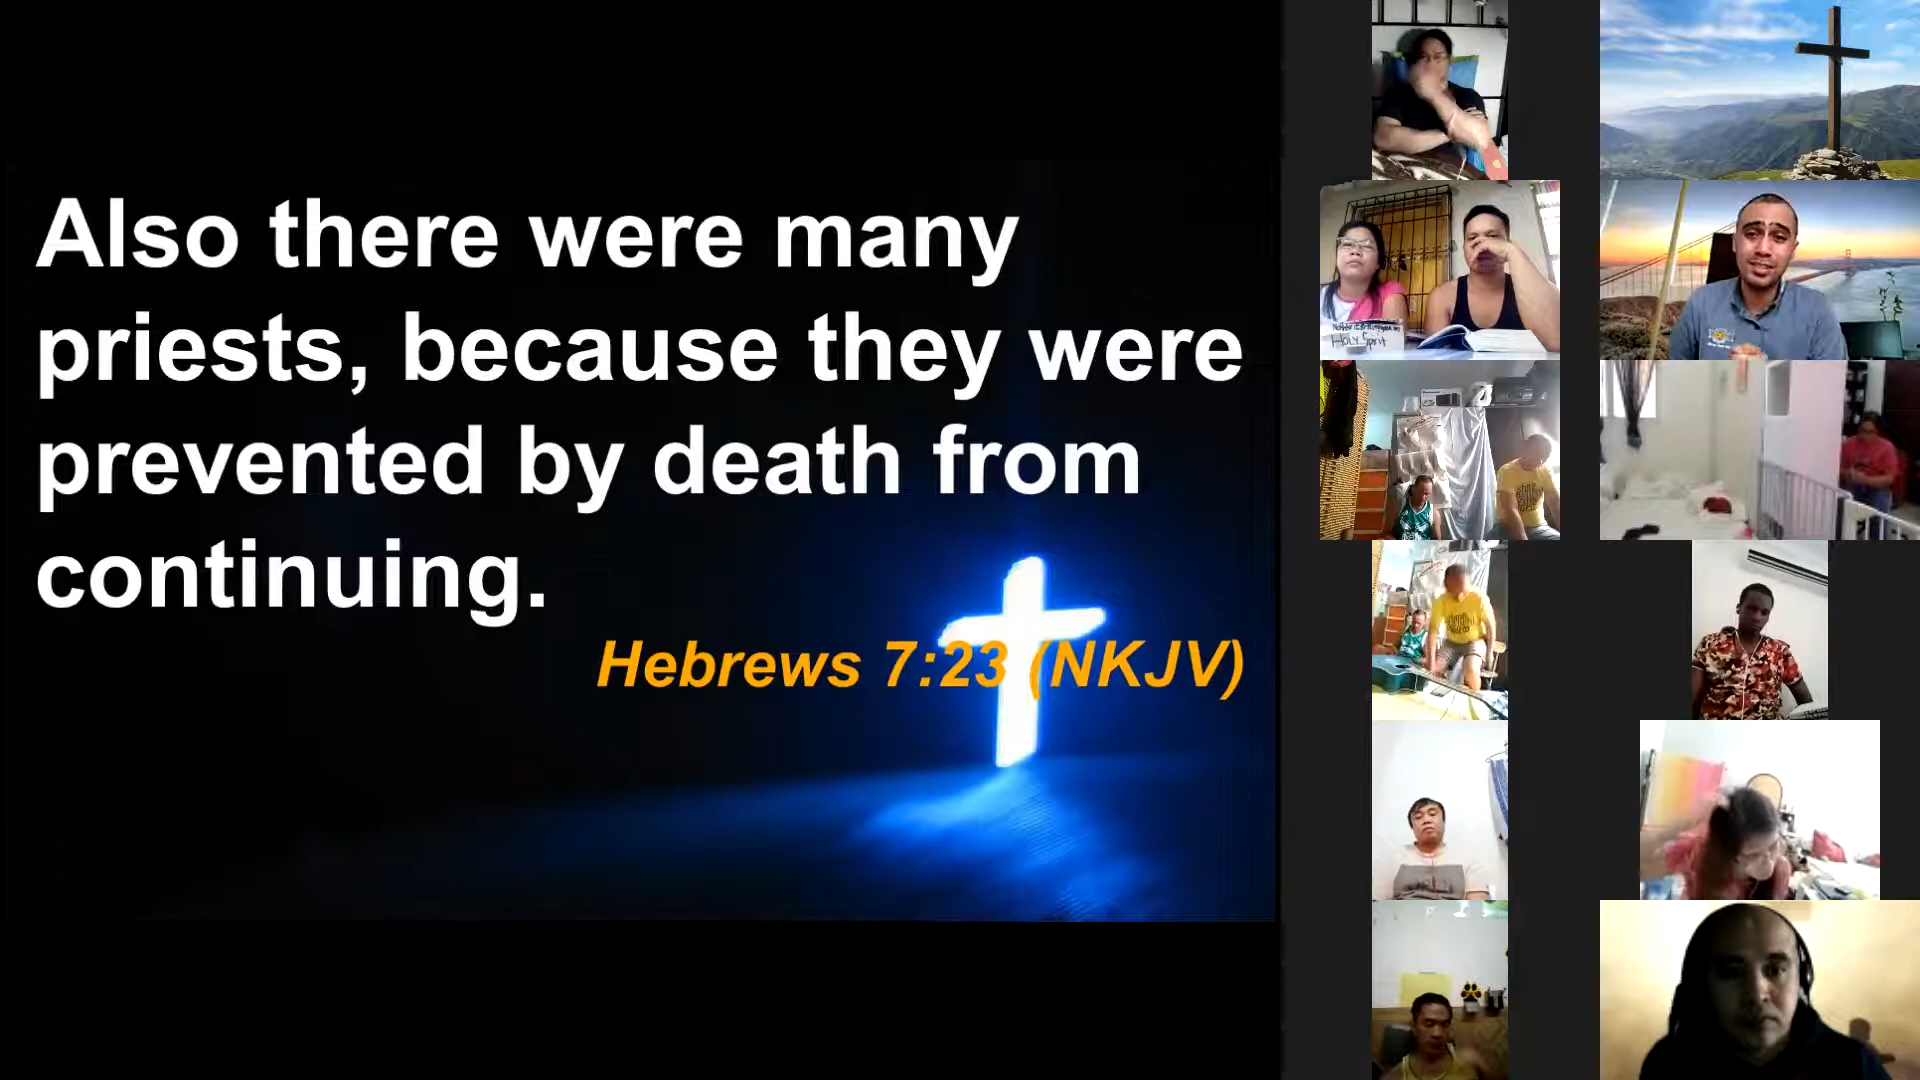 Also there were many
priests, because they were
prevented by death from
continuing.
Hebrews 7:23 (NKJV)
HOLY Spirit